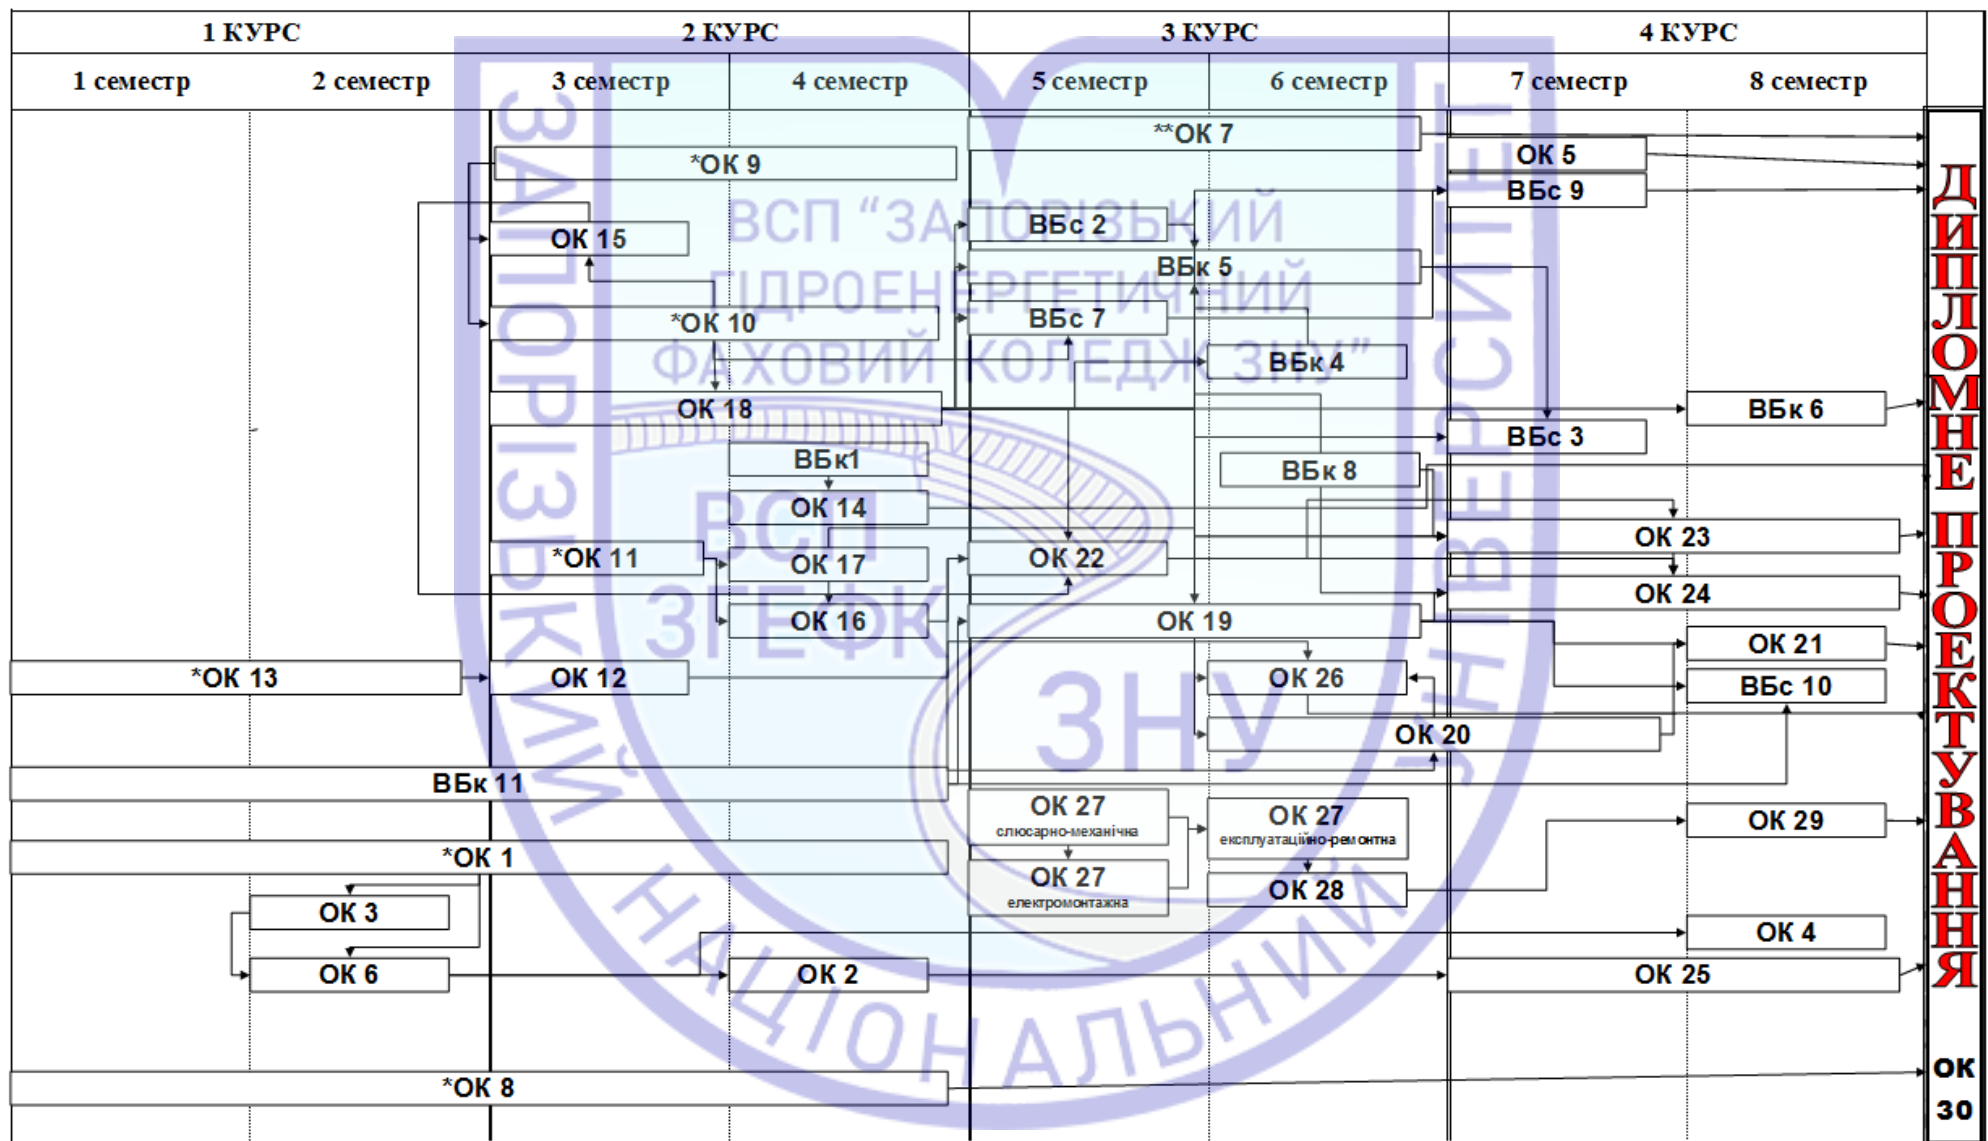 1 КУРС 2 КУРС 3 КУРС 4 КУРС
1 семестр 2 семестр 3 семестр 4 семестр 5 семестр 6 семестр 7 семестр 8 семестр
**ОК 7
ОК 5
*ОК 9
ВБс 9
ВБс 2
ОК 15
ВБк 5
*ОК 10
ВБс 7
ВБк 4
ОК 18
ВБк 6
ВБс 3
ВБк1
ВБк 8
ОК 14
ОК 23
*ОК 11
ОК 17
ОК 22
ОК 24
ОК 16
ОК 19
ОК 21
*ОК 13
ОК 12
ОК 26
ВБс 10
ОК 20
ВБк 11
ОК 27
слюсарно-механічна
ОК 27
експлуатаційно-ремонтна
ОК 29
*ОК 1
ОК 27
електромонтажна
ОК 28
ОК 3
ОК 4
ОК 6
ОК 2
ОК 25
*ОК 8
ДИПЛОМНЕ ПРОЕКТУВАННЯ
ОК
30
ЗАПОРІЗЬКИЙ НАЦІОНАЛЬНИЙ УНІВЕРСИТЕТ
ВСП “ЗАПОРІЗЬКИЙ
ГІДРОЕНЕРГЕТИЧНИЙ
ФАХОВИЙ КОЛЕДЖ ЗНУ”
ВСП
ЗГЕФК
ЗНУ